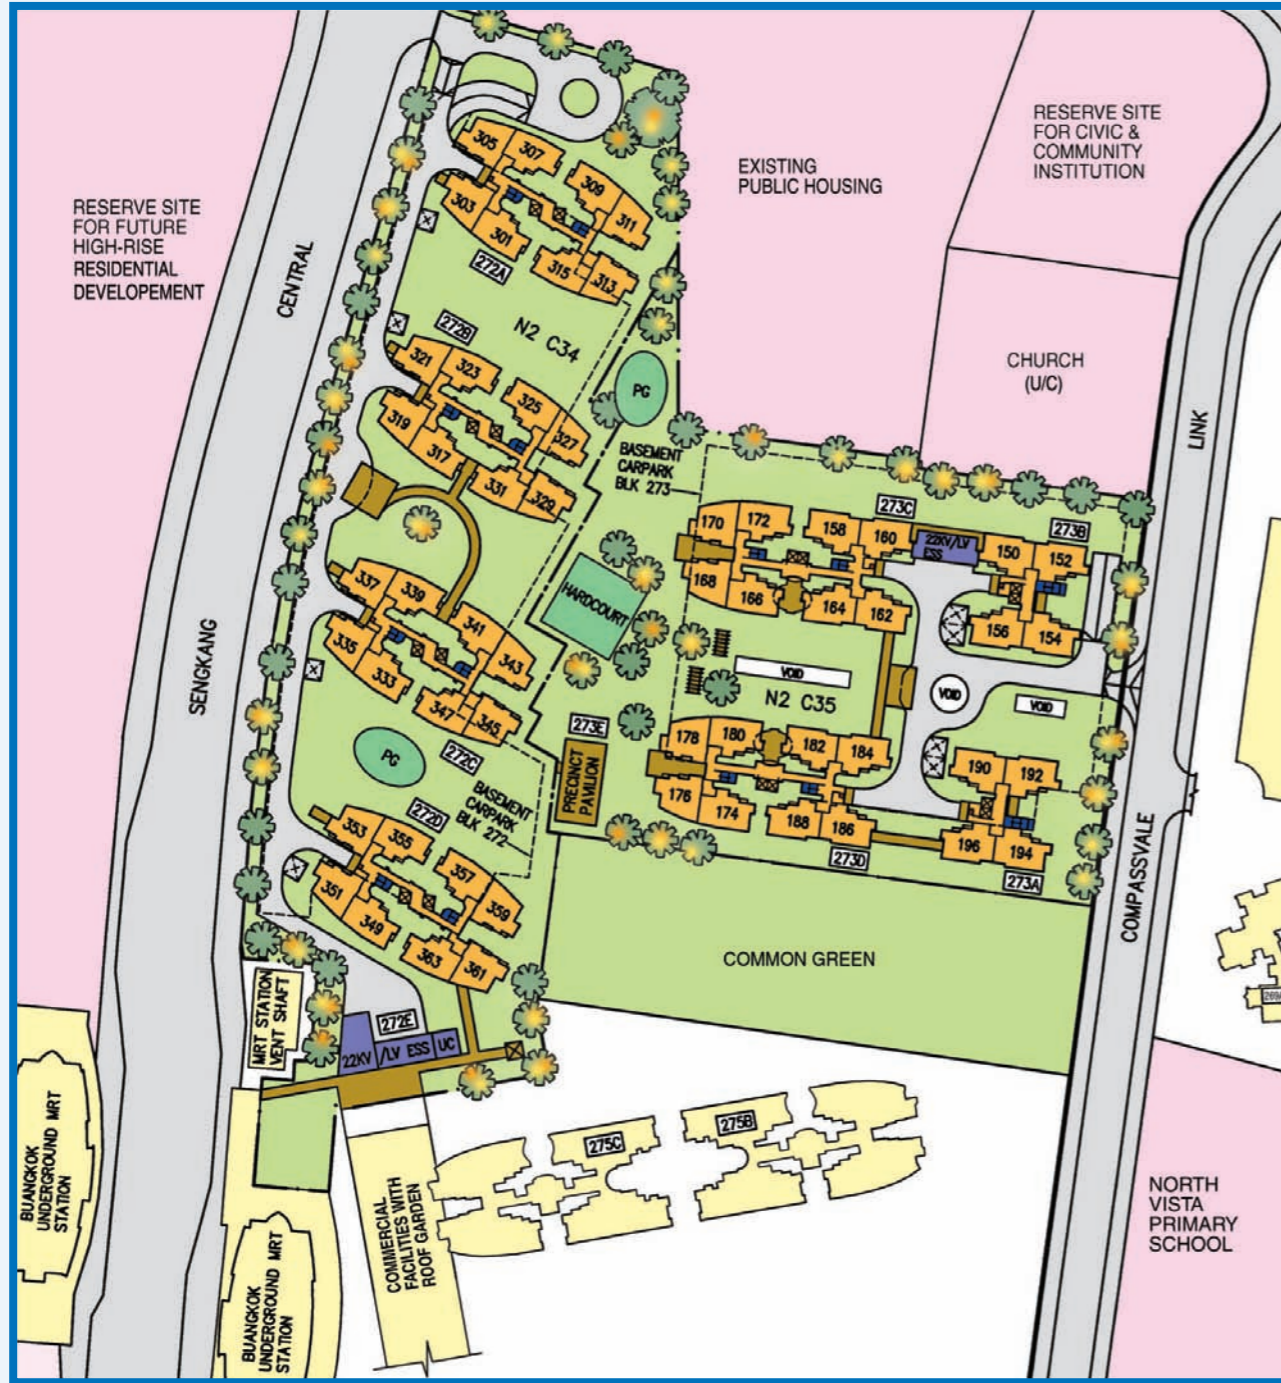 RESERVE SITE
FOR CIVIC &
COMMUNITY
INSTITUTION
EXISTING
PUBLIC HOUSING
RESERVE SITE
FOR FUTURE
HIGH-RISE
RESIDENTIAL
DEVELOPEMENT
CENTRAL
305
307
309
311
303
301
315
313
272A
N2 C34
272B
321
323
325
327
319
317
331
329
PG
CHURCH
(U/C)
LINK
BASEMENT
CARPARK
BLK 273
273C
273B
170
172
158
160
22KV/LV
ESS
150
152
168
166
164
162
156
154
HARDCOURT
VOID
N2 C35
VOID
VOID
337
339
341
343
335
333
347
345
SENGKANG
272C
PG
273E
PRECINCT
PAVILION
178
180
182
184
190
192
176
174
188
186
196
194
273D
273A
BASEMENT
CARPARK
BLK 272
272D
353
355
357
359
351
349
363
361
COMPASSVALE
COMMON GREEN
MRT STATION
VENT SHAFT
272E
22KV
/LV ESS
UC
275C
275B
BUANGKOK
UNDERGROUND MRT
STATION
BUANGKOK
UNDERGROUND MRT
STATION
COMMERCIAL
FACILITIES WITH
ROOF GARDEN
NORTH
VISTA
PRIMARY
SCHOOL